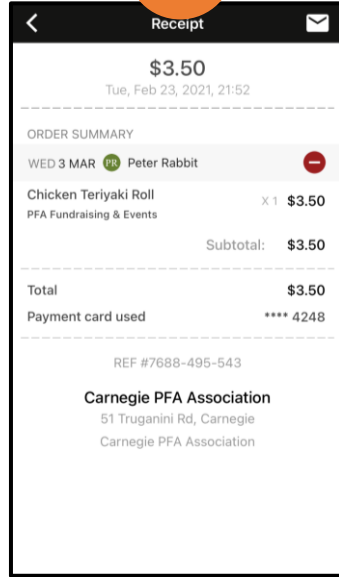 Receipt
$3.50
Tue, Feb 23, 2021, 21:52
ORDER SUMMARY
WED 3 MAR PR Peter Rabbit
Chicken Teriyaki Roll X 1 $3.50
PFA Fundraising & Events
Subtotal: $3.50
Total $3.50
Payment card used **** 4248
REF #7688-495-543
Carnegie PFA Association
51 Truganini Rd, Carnegie
Carnegie PFA Association